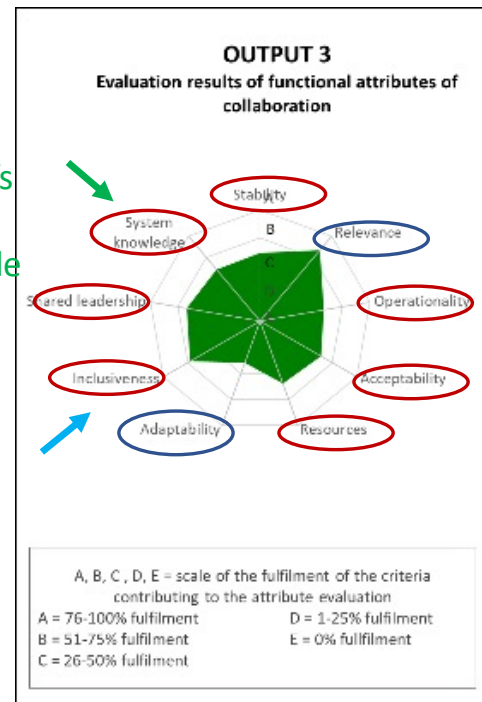 OUTPUT 3
Evaluation results of functional attributes of
collaboration
s
le
Stability
A
B
C
D
System
knowledge
Relevance
Shared leadership
Operationality
Inclusiveness
Acceptability
Adaptability
Resources
A, B, C , D, E = scale of the fulfilment of the criteria
contributing to the attribute evaluation
A = 76-100% fulfilment
D = 1-25% fulfilment
B = 51-75% fulfilment
E = 0% fullfilment
C = 26-50% fulfilment